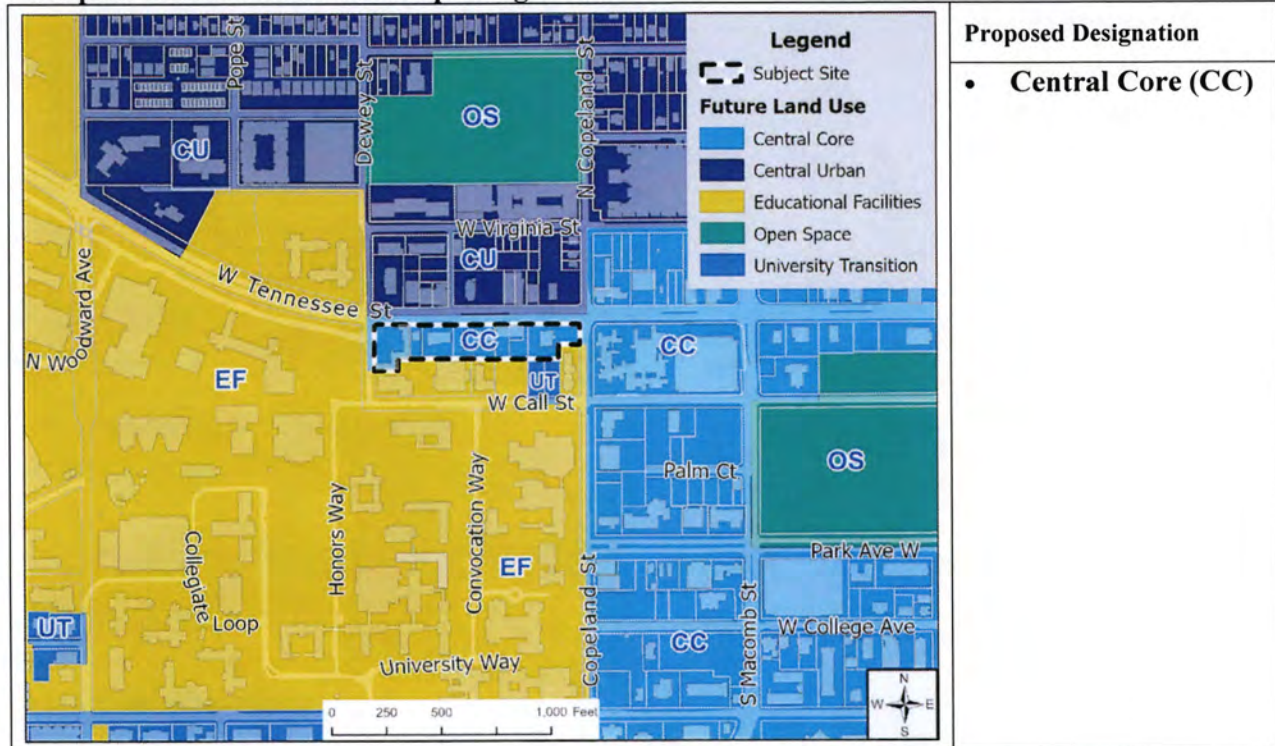 Legend
Subject Site
Future Land Use
Central Core
Central Urban
Educational Facilities
Open Space
University Transition
Pope St
Dewey St
N Copeland St
OS
CU
W Virginia St
CU
N Woodward Ave
W Tennessee St
CC
CC
EF
UT
W Call St
Palm Ct
OS
Honors Way
Convocation Way
Collegiate Loop
EF
Park Ave W
UT
Copeland St
CC
S Macomb St
W College Ave
University Way
0 250 500 1,000 Feet
N
W E
S
Proposed Designation
• Central Core (CC)